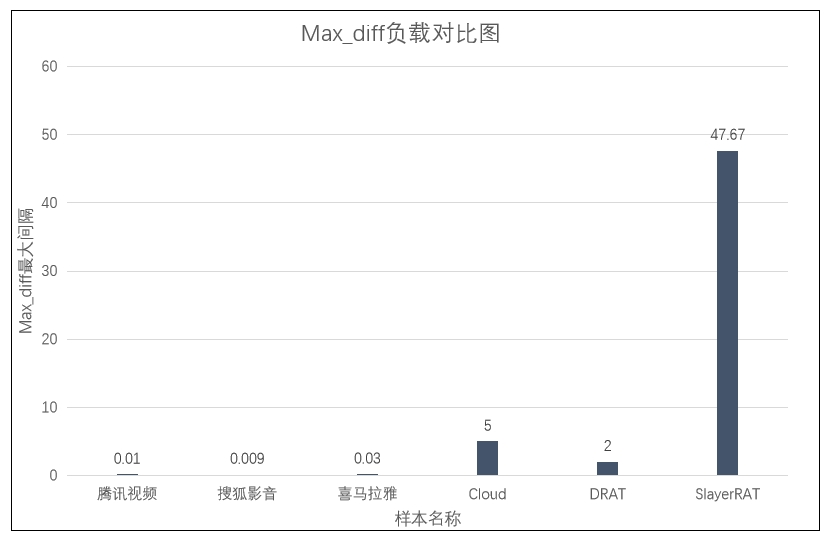 Max_diff负载对比图
60
50
40
30
20
10
0
Max_diff最大间隔
0.01
0.009
0.03
5
2
47.67
腾讯视频
搜狐影音
喜马拉雅
Cloud
DRAT
SlayerRAT
样本名称